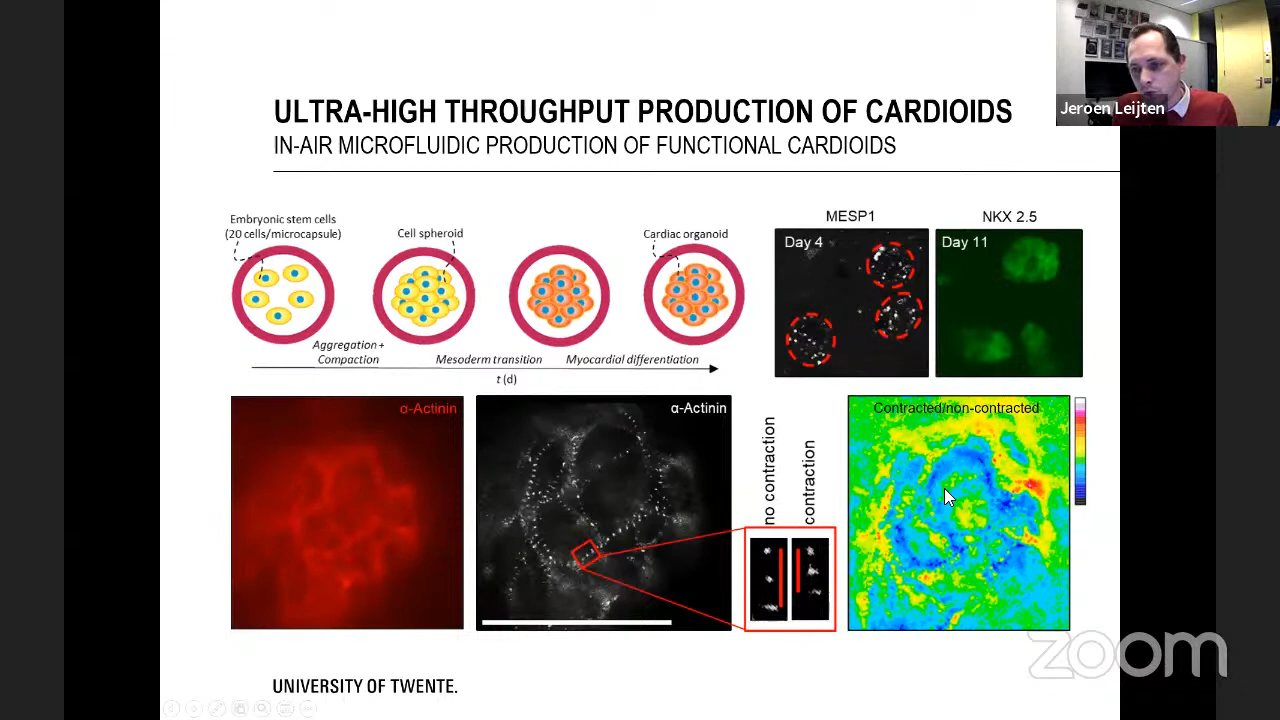 Jeroen Leijten
ULTRA-HIGH THROUGHPUT PRODUCTION OF CARDIOIDS
IN-AIR MICROFLUIDIC PRODUCTION OF FUNCTIONAL CARDIOIDS
Embryonic stem cells
(20 cells/microcapsule)
Cell spheroid
Cardiac organoid
Aggregation +
Compaction
Mesoderm transition
Myocardial differentiation
t (d)
MESP1
NKX 2.5
Day 4
Day 11
α-Actinin
α-Actinin
no contraction
contraction
Contracted/non-contracted
UNIVERSITY OF TWENTE.
zoom